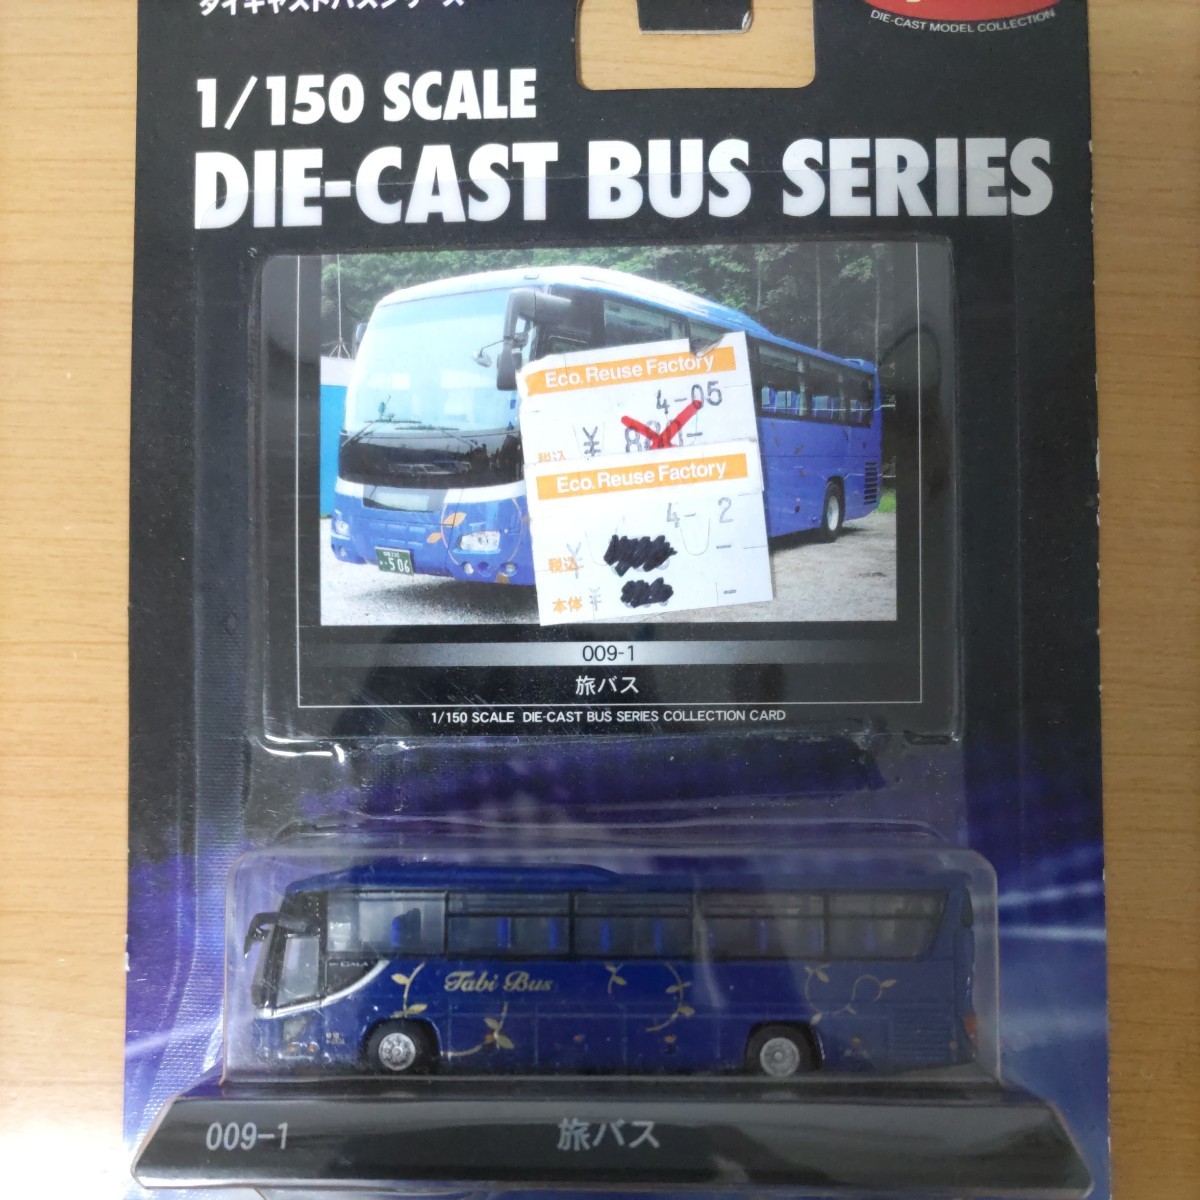 ダイキャストバスシリーズ
DIE-CAST MODEL COLLECTION
1/150 SCALE
DIE-CAST BUS SERIES
Eco. Reuse Factory
4-05
税込 ¥
Eco. Reuse Factory
4- 2
税込 ¥ -
本体 ¥ -
506
009-1
旅バス
1/150 SCALE DIE-CAST BUS SERIES COLLECTION CARD
GALA
Tabi Bus
009-1 旅バス